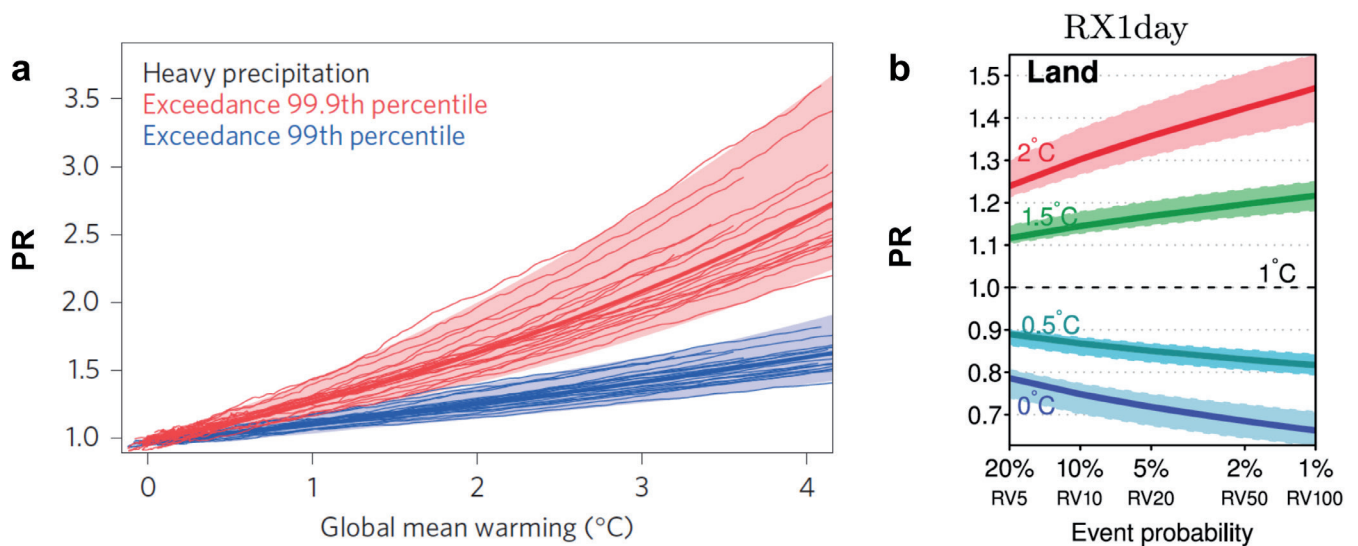 a
Heavy precipitation
Exceedance 99.9th percentile
Exceedance 99th percentile
PR
3.5
3.0
2.5
2.0
1.5
1.0
0 1 2 3 4
Global mean warming (°C)
RX1day
b
Land
PR
1.5
1.4
1.3
1.2
1.1
1.0
0.9
0.8
0.7
2°C
1.5°C
1°C
0.5°C
0°C
20% 10% 5% 2% 1%
RV5 RV10 RV20 RV50 RV100
Event probability